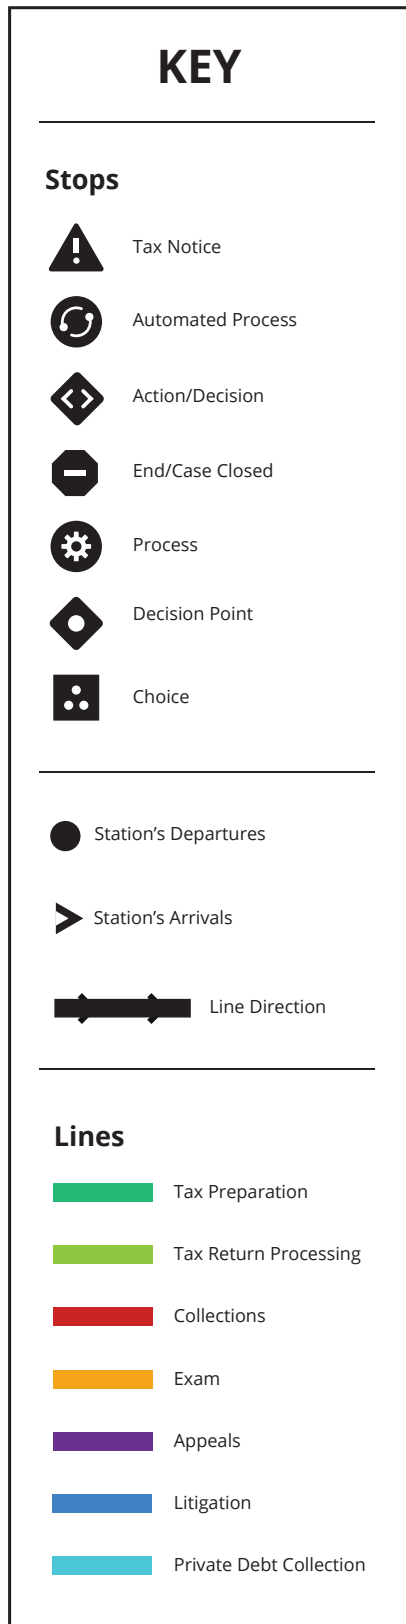 KEY
Stops
Tax Notice
Automated Process
Action/Decision
End/Case Closed
Process
Decision Point
Choice
Station’s Departures
Station’s Arrivals
Line Direction
Lines
Tax Preparation
Tax Return Processing
Collections
Exam
Appeals
Litigation
Private Debt Collection